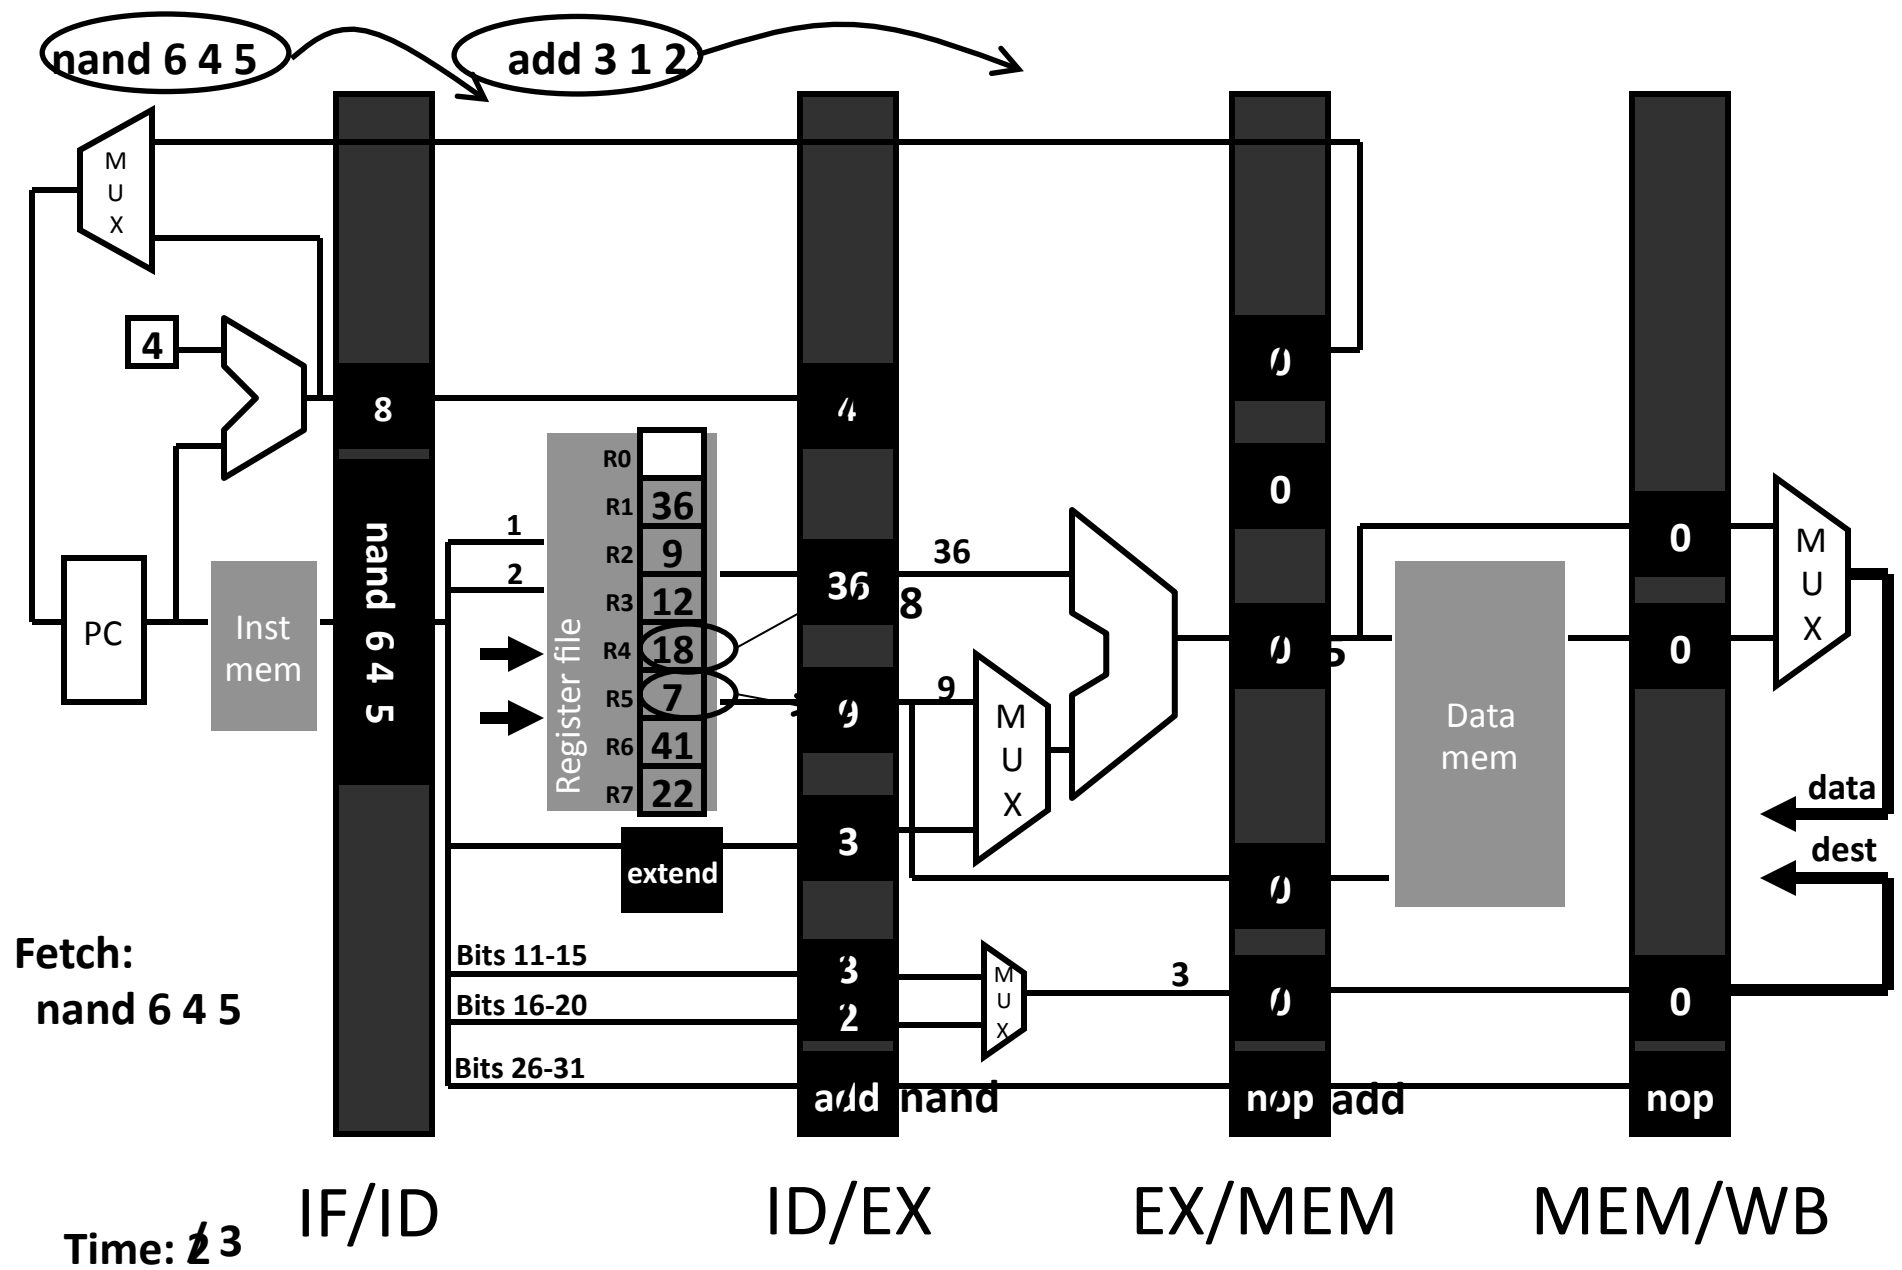 nand 6 4 5
add 3 1 2
M
U
X
4
8
4
0
0
R0
R1 36
R2 9
R3 12
R4 18
R5 7
R6 41
R7 22
Register file
1
2
PC
Inst
mem
nand 6 4 5
36
36
8
9
9
M
U
X
3
extend
0
0
0
0
Data
mem
M
U
X
data
dest
0
Fetch:
nand 6 4 5
Bits 11-15
Bits 16-20
Bits 26-31
3
2
M
U
X
3
0
0
add
nand
nop
add
nop
IF/ID
ID/EX
EX/MEM
MEM/WB
Time: 2 3